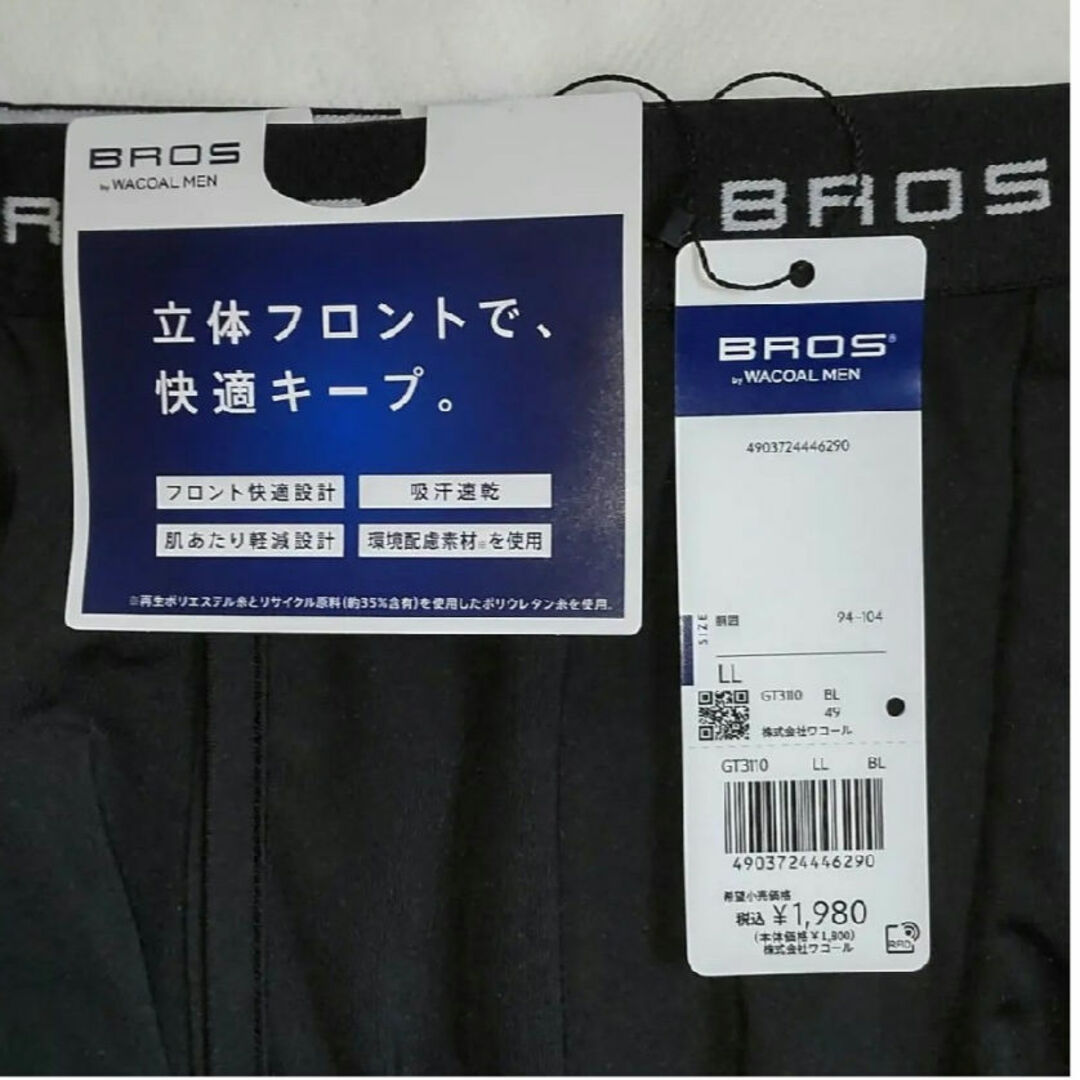 BROS
by WACOAL MEN
立体フロントで、
快適キープ。
フロント快適設計
吸汗速乾
肌あたり軽減設計
環境配慮素材※を使用
※再生ポリエステル糸とリサイクル原料(約35%含有)を使用したポリウレタン糸を使用。
R
BROS
BROS®
by WACOAL MEN
4903724446290
SIZE
胴囲 94-104
LL
GT3110 BL
49
株式会社ワコール
GT3110 LL BL
4903724446290
希望小売価格
税込 ¥1,980
(本体価格¥1,800)
株式会社ワコール
RFID